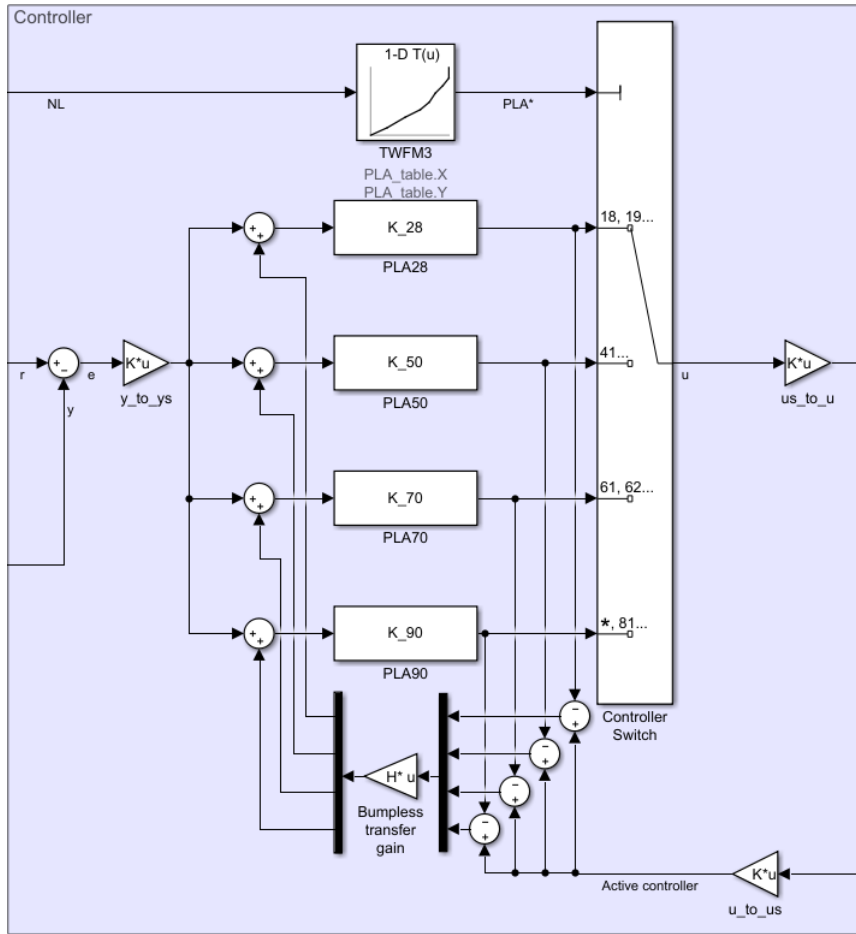 Controller
1-D T(u)
NL
PLA*
TWFM3
PLA_table.X
PLA_table.Y
+
+
K_28
18, 19...
PLA28
+
+
K_50
41...
r
+
−
e
K*u
y
y_to_ys
PLA50
u
K*u
us_to_u
+
+
K_70
61, 62...
PLA70
+
+
K_90
*, 81...
PLA90
Controller
Switch
−
+
−
+
−
+
−
+
H* u
Bumpless
transfer
gain
Active controller
K*u
u_to_us